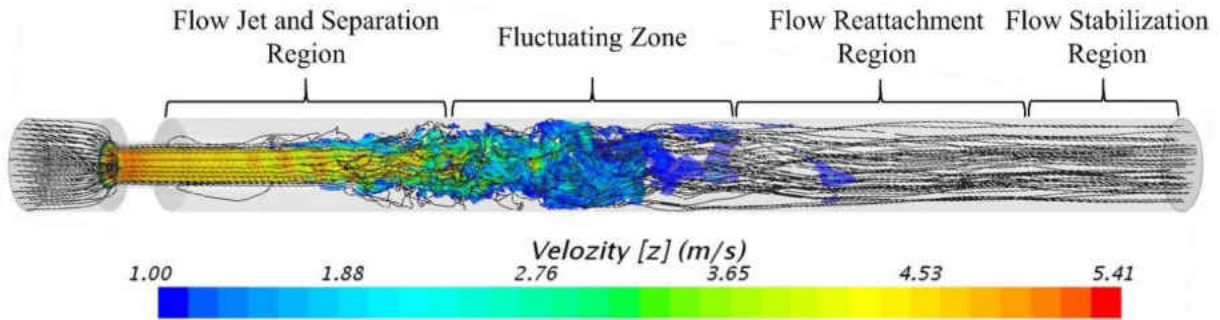 Flow Jet and Separation
Region
Fluctuating Zone
Flow Reattachment
Region
Flow Stabilization
Region
Velozity [z] (m/s)
1.00 1.88 2.76 3.65 4.53 5.41